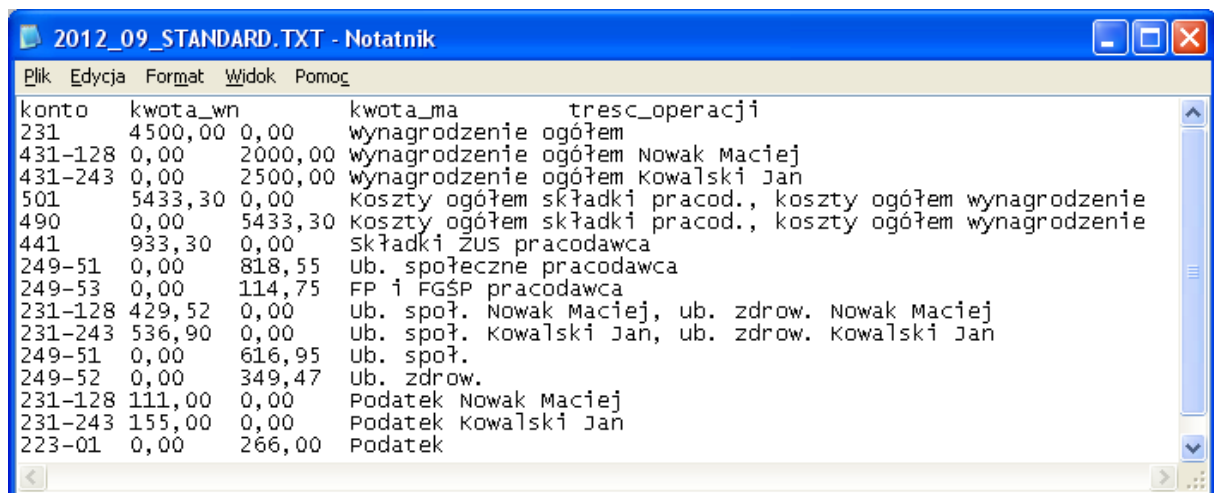 2012_09_STANDARD.TXT - Notatnik
Plik Edycja Format Widok Pomoc
konto kwota_wn kwota_ma tresc_operacji
231 4500,00 0,00 Wynagrodzenie ogółem
431-128 0,00 2000,00 Wynagrodzenie ogółem Nowak Maciej
431-243 0,00 2500,00 Wynagrodzenie ogółem Kowalski Jan
501 5433,30 0,00 Koszty ogółem składki pracod., koszty ogółem wynagrodzenie
490 0,00 5433,30 Koszty ogółem składki pracod., koszty ogółem wynagrodzenie
441 933,30 0,00 Składki ZUS pracodawca
249-51 0,00 818,55 Ub. społeczne pracodawca
249-53 0,00 114,75 FP i FGŚP pracodawca
231-128 429,52 0,00 Ub. społ. Nowak Maciej, ub. zdrow. Nowak Maciej
231-243 536,90 0,00 Ub. społ. Kowalski Jan, ub. zdrow. Kowalski Jan
249-51 0,00 616,95 Ub. społ.
249-52 0,00 349,47 Ub. zdrow.
231-128 111,00 0,00 Podatek Nowak Maciej
231-243 155,00 0,00 Podatek Kowalski Jan
223-01 0,00 266,00 Podatek